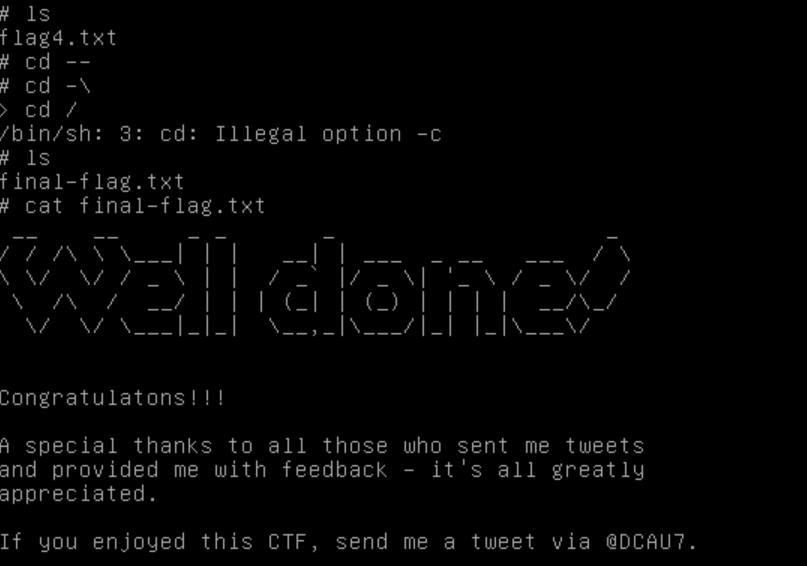 # ls
flag4.txt
# cd --
# cd -\
> cd /
/bin/sh: 3: cd: Illegal option -c
# ls
final-flag.txt
# cat final-flag.txt
Well done!
Congratulatons!!!
A special thanks to all those who sent me tweets
and provided me with feedback - it's all greatly
appreciated.
If you enjoyed this CTF, send me a tweet via @DCAU7.